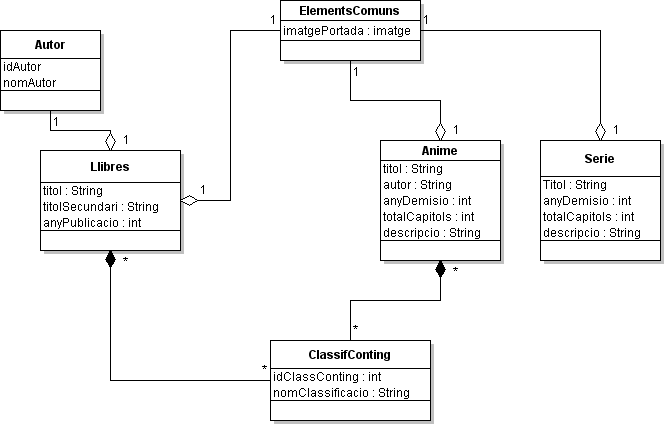 ElementsComuns
imatgePortada : imatge
1
1
1
Autor
idAutor
nomAutor
1
1
1
1
1
Llibres
titol : String
titolSecundari : String
anyPublicacio : int
Anime
titol : String
autor : String
anyDemisio : int
totalCapitols : int
descripcio : String
Serie
Titol : String
anyDemisio : int
totalCapitols : int
descripcio : String
*
*
*
*
ClassifConting
idClassConting : int
nomClassificacio : String